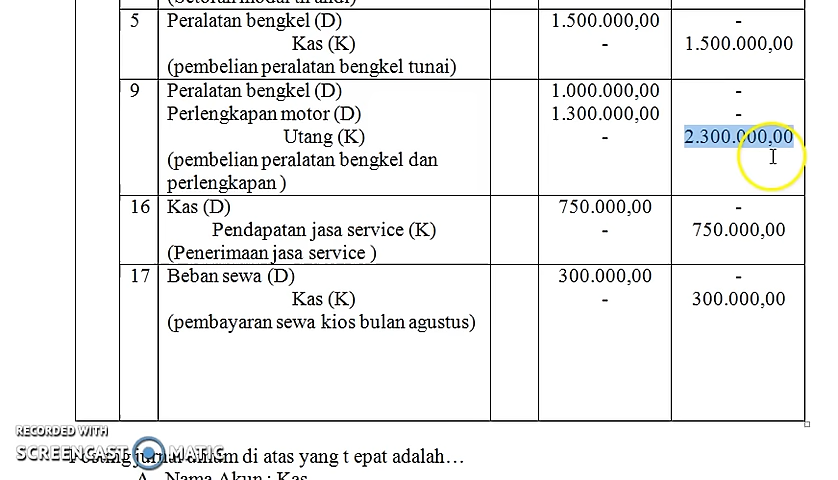 5 Peralatan bengkel (D) 1.500.000,00 -
Kas (K) - 1.500.000,00
(pembelian peralatan bengkel tunai)
9 Peralatan bengkel (D) 1.000.000,00 -
Perlengkapan motor (D) 1.300.000,00 -
Utang (K) - 2.300.000,00
(pembelian peralatan bengkel dan
perlengkapan )
16 Kas (D) 750.000,00 -
Pendapatan jasa service (K) - 750.000,00
(Penerimaan jasa service )
17 Beban sewa (D) 300.000,00 -
Kas (K) - 300.000,00
(pembayaran sewa kios bulan agustus)
RECORDED WITH
SCREENCAST MATIC
di atas yang t epat adalah…
A. Nama Akun : Kas